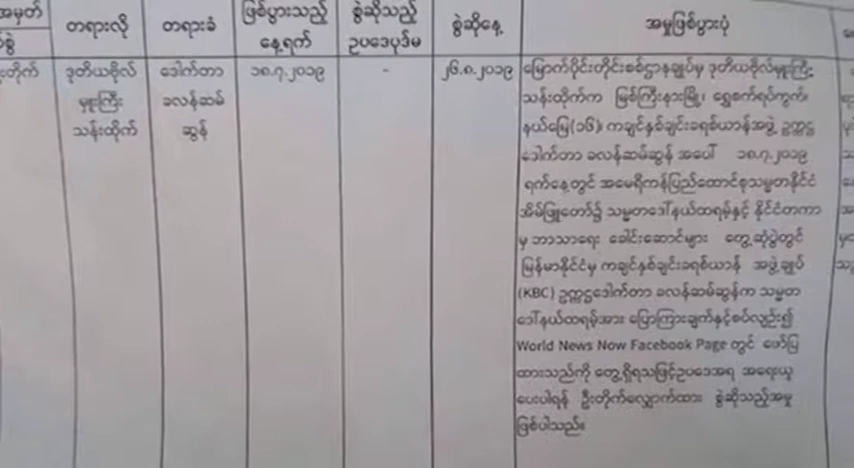 အမှတ်
တရားလို တရားခံ ဖြစ်ပွားသည့် စွဲဆိုသည့် စွဲဆိုနေ့ အမှုဖြစ်ပွားပုံ
နေ့ရက် ဥပဒေပုဒ်မ
ဒုတိယဗိုလ် ဒေါက်တာ ၁၈.၇.၂၀၁၉ - ၂၆.၈.၂၀၁၉ မြောက်ပိုင်းတိုင်းစစ်ဌာနချုပ်မှ ဒုတိယဗိုလ်မှူးကြီး
မှူးကြီး ခလန်ဆမ် သန်းထိုက်က မြစ်ကြီးနားမြို့၊ ရွှေစက်ရပ်ကွက်၊
သန်းထိုက် ဆွန် နယ်မြေ(၁၆)၊ ကချင်နှစ်ချင်းခရစ်ယာန်အဖွဲ့ ဥက္ကဋ္ဌ
ဒေါက်တာ ခလန်ဆမ်ဆွန် အပေါ် ၁၈.၇.၂၀၁၉
ရက်နေ့တွင် အမေရိကန်ပြည်ထောင်စုသမ္မတနိုင်ငံ
အိမ်ဖြူတော်၌ သမ္မတဒေါ်နယ်ထရမ့်နှင့် နိုင်ငံတကာ
မှ ဘာသာရေး ခေါင်းဆောင်များ တွေ့ဆုံပွဲတွင်
မြန်မာနိုင်ငံမှ ကချင်နှစ်ချင်းခရစ်ယာန် အဖွဲ့ချုပ်
(KBC) ဥက္ကဋ္ဌဒေါက်တာ ခလန်ဆမ်ဆွန်က သမ္မတ
ဒေါ်နယ်ထရမ့်အား ပြောကြားချက်နှင့်စပ်လျဉ်း၍
World News Now Facebook Page တွင် ဖော်ပြ
ထားသည်ကို တွေ့ရှိရသဖြင့်ဥပဒေအရ အရေးယူ
ပေးပါရန် ဦးတိုက်လျှောက်ထား စွဲဆိုသည့်အမှု
ဖြစ်ပါသည်။